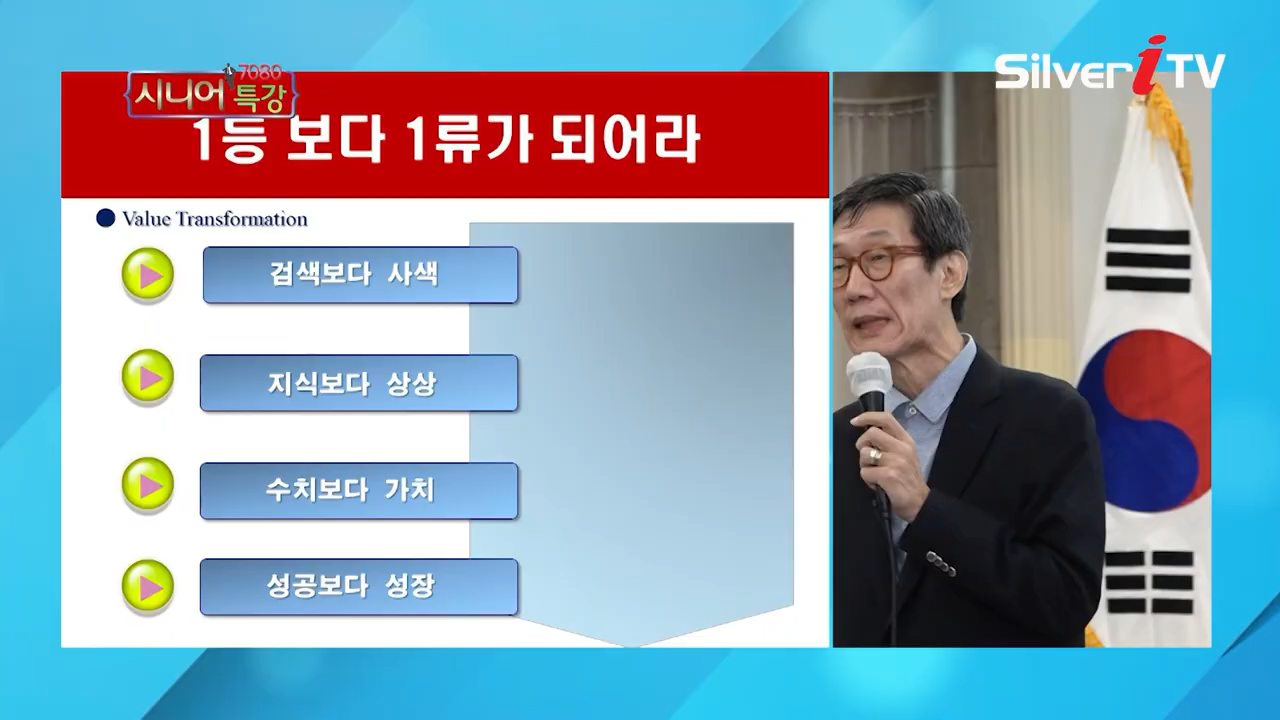 Silver i TV
7080
시니어 특강
1등 보다 1류가 되어라
Value Transformation
검색보다 사색
지식보다 상상
수치보다 가치
성공보다 성장